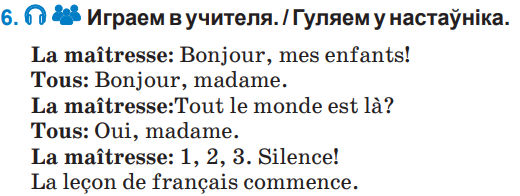 6. Играем в учителя. / Гуляем у настаўніка.
La maîtresse: Bonjour, mes enfants!
Tous: Bonjour, madame.
La maîtresse:Tout le monde est là?
Tous: Oui, madame.
La maîtresse: 1, 2, 3. Silence!
La leçon de français commence.